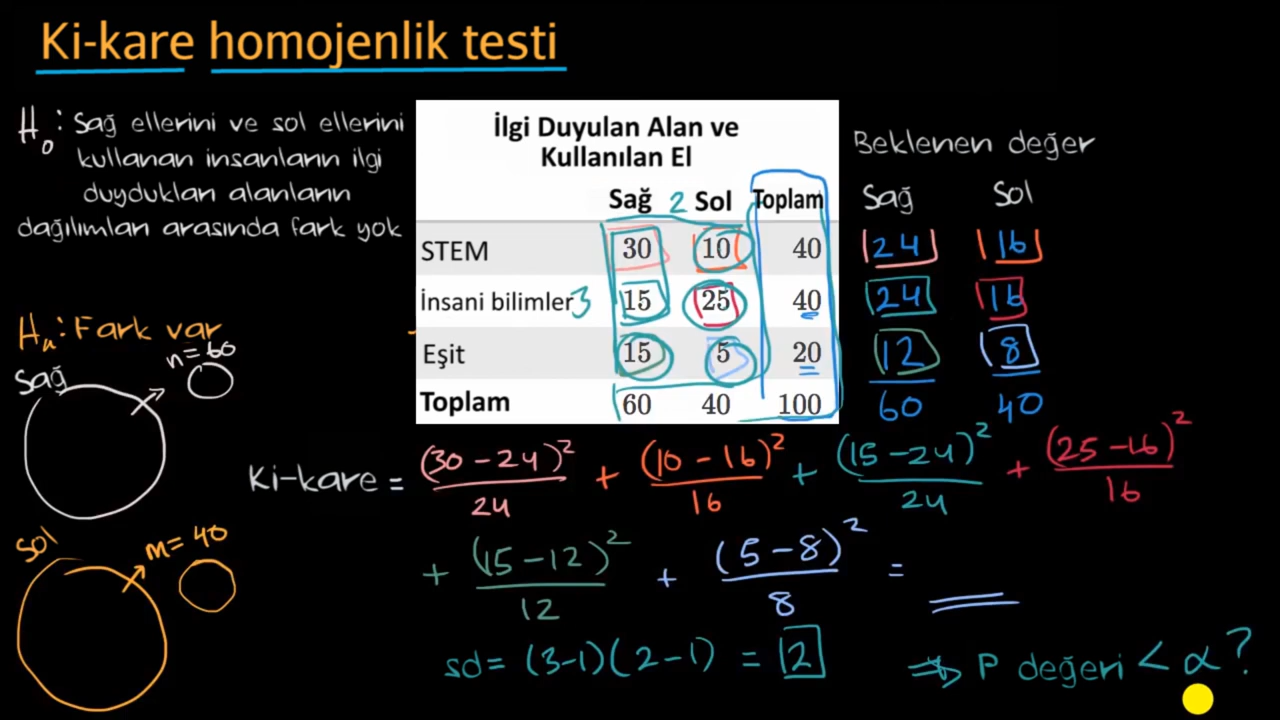 Ki-kare homojenlik testi
H₀: Sağ ellerini ve sol ellerini
kullanan insanların ilgi
duydukları alanların
dağılımları arasında fark yok
Hₐ: Fark var
Sağ
n=60
Sol
m=40
İlgi Duyulan Alan ve
Kullanılan El
Sağ 2 Sol Toplam
STEM 30 10 40
İnsani bilimler 3 15 25 40
Eşit 15 5 20
Toplam 60 40 100
Beklenen değer
Sağ Sol
24 16
24 16
12 8
60 40
Ki-kare = (30-24)²/24 + (10-16)²/16 + (15-24)²/24 + (25-16)²/16
+ (15-12)²/12 + (5-8)²/8 =
sd= (3-1)(2-1) = 2
⇒ P değeri < α?